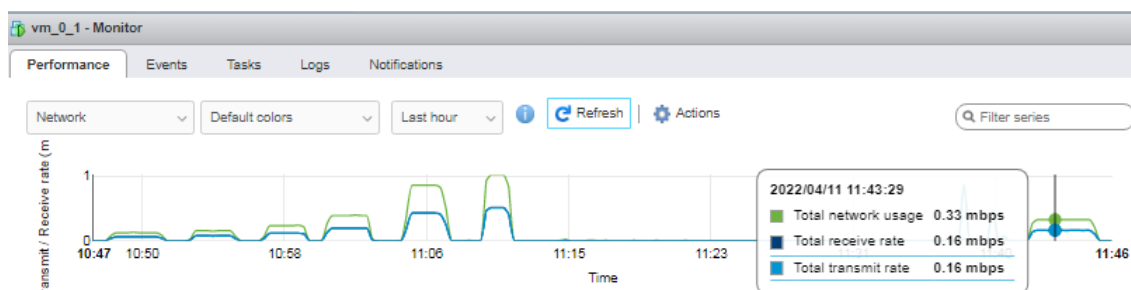 vm_0_1 - Monitor
Performance Events Tasks Logs Notifications
Network Default colors Last hour Refresh Actions Filter series
ansmit / Receive rate (m
1
0
10:47 10:50 10:58 11:06 11:15 11:23 11:46
Time
2022/04/11 11:43:29
Total network usage 0.33 mbps
Total receive rate 0.16 mbps
Total transmit rate 0.16 mbps